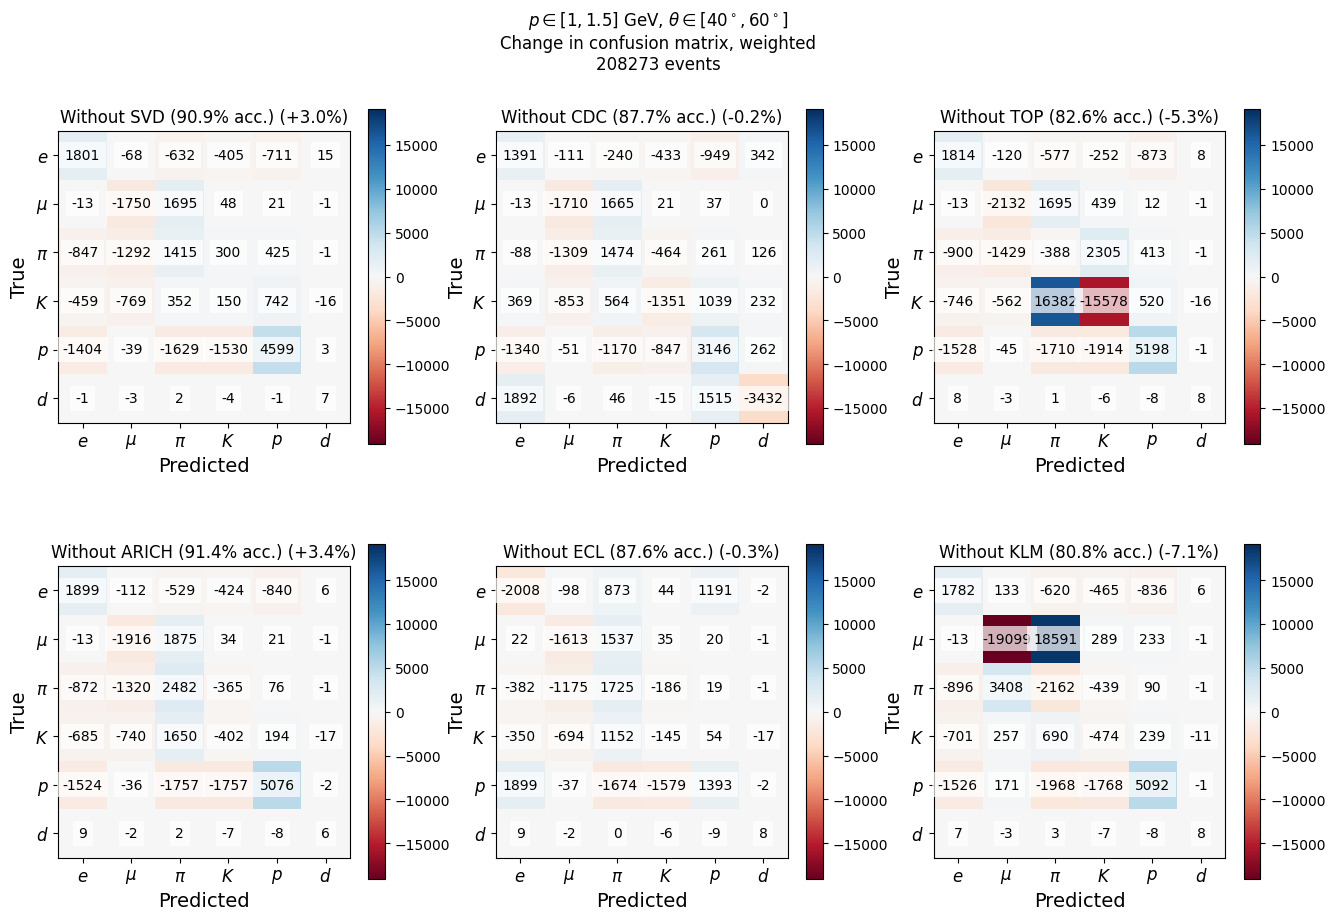 p ∈ [1, 1.5] GeV, θ ∈ [40°, 60°]
Change in confusion matrix, weighted
208273 events
Without SVD (90.9% acc.) (+3.0%)
True
e 1801 -68 -632 -405 -711 15
μ -13 -1750 1695 48 21 -1
π -847 -1292 1415 300 425 -1
K -459 -769 352 150 742 -16
p -1404 -39 -1629 -1530 4599 3
d -1 -3 2 -4 -1 7
e μ π K p d
Predicted
15000
10000
5000
0
−5000
−10000
−15000
Without CDC (87.7% acc.) (-0.2%)
True
1391 -111 -240 -433 -949 342
-13 -1710 1665 21 37 0
-88 -1309 1474 -464 261 126
369 -853 564 -1351 1039 232
-1340 -51 -1170 -847 3146 262
1892 -6 46 -15 1515 -3432
e μ π K p d
Predicted
15000
10000
5000
0
−5000
−10000
−15000
Without TOP (82.6% acc.) (-5.3%)
True
e 1814 -120 -577 -252 -873 8
μ -13 -2132 1695 439 12 -1
π -900 -1429 -388 2305 413 -1
K -746 -562 16382 -15578 520 -16
p -1528 -45 -1710 -1914 5198 -1
d 8 -3 1 -6 -8 8
e μ π K p d
Predicted
15000
10000
5000
0
−5000
−10000
−15000
Without ARICH (91.4% acc.) (+3.4%)
True
e 1899 -112 -529 -424 -840 6
μ -13 -1916 1875 34 21 -1
π -872 -1320 2482 -365 76 -1
K -685 -740 1650 -402 194 -17
p -1524 -36 -1757 -1757 5076 -2
d 9 -2 2 -7 -8 6
e μ π K p d
Predicted
15000
10000
5000
0
−5000
−10000
−15000
Without ECL (87.6% acc.) (-0.3%)
True
e -2008 -98 873 44 1191 -2
μ 22 -1613 1537 35 20 -1
π -382 -1175 1725 -186 19 -1
K -350 -694 1152 -145 54 -17
p 1899 -37 -1674 -1579 1393 -2
d 9 -2 0 -6 -9 8
e μ π K p d
Predicted
15000
10000
5000
0
−5000
−10000
−15000
Without KLM (80.8% acc.) (-7.1%)
True
e 1782 133 -620 -465 -836 6
μ -13 -19099 18591 289 233 -1
π -896 3408 -2162 -439 90 -1
K -701 257 690 -474 239 -11
p -1526 171 -1968 -1768 5092 -1
d 7 -3 3 -7 -8 8
e μ π K p d
Predicted
15000
10000
5000
0
−5000
−10000
−15000